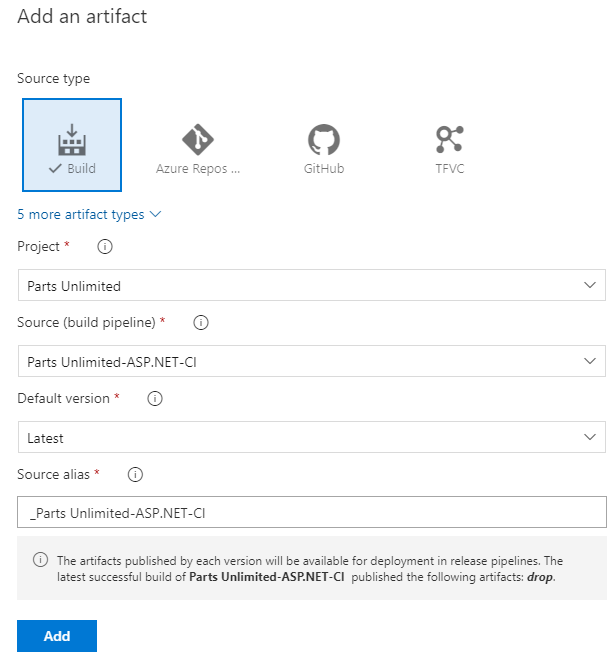 Add an artifact
Source type
Build
Azure Repos ...
GitHub
TFVC
5 more artifact types
Project *
Parts Unlimited
Source (build pipeline) *
Parts Unlimited-ASP.NET-CI
Default version *
Latest
Source alias *
_Parts Unlimited-ASP.NET-CI
The artifacts published by each version will be available for deployment in release pipelines. The
latest successful build of Parts Unlimited-ASP.NET-CI published the following artifacts: drop.
Add